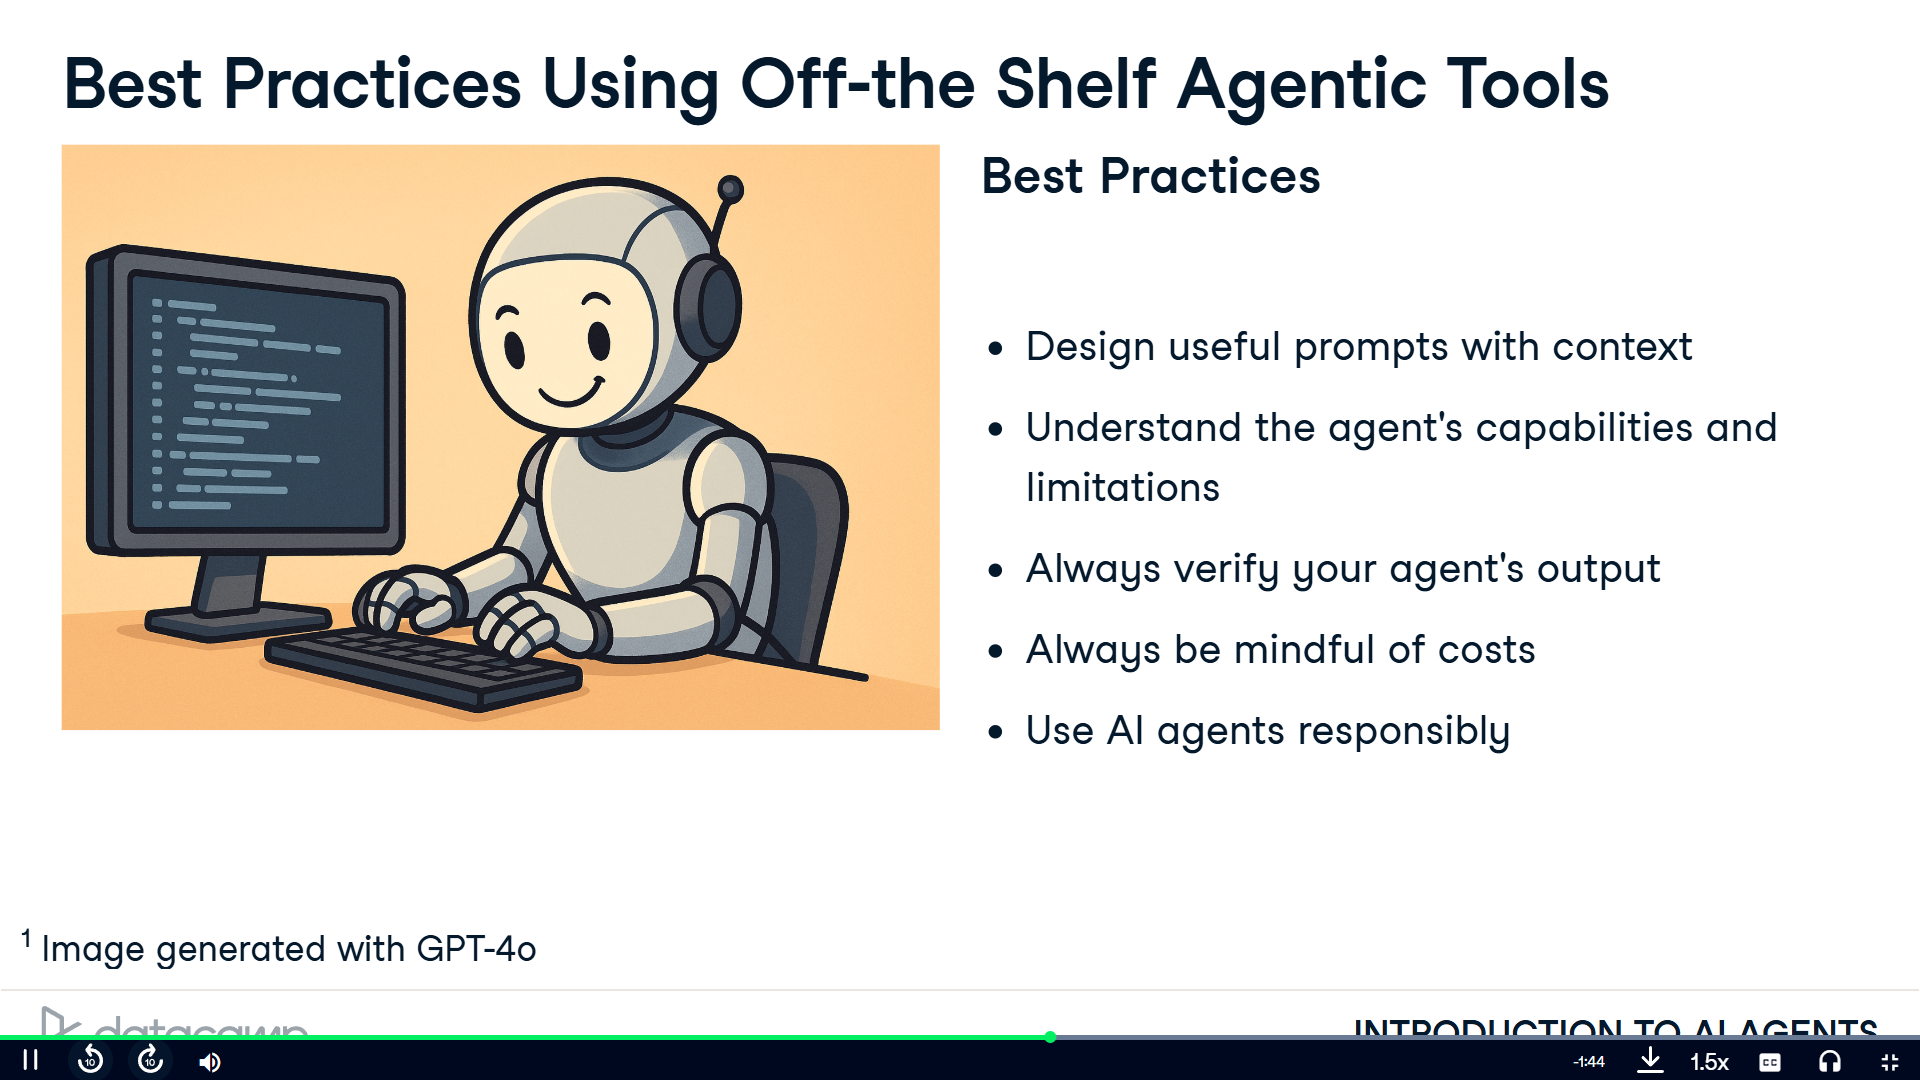 Best Practices Using Off-the Shelf Agentic Tools
Best Practices
• Design useful prompts with context
• Understand the agent's capabilities and
limitations
• Always verify your agent's output
• Always be mindful of costs
• Use AI agents responsibly
1 Image generated with GPT-4o
datacamp
INTRODUCTION TO AI AGENTS
10
10
-1:44
1.5x
CC